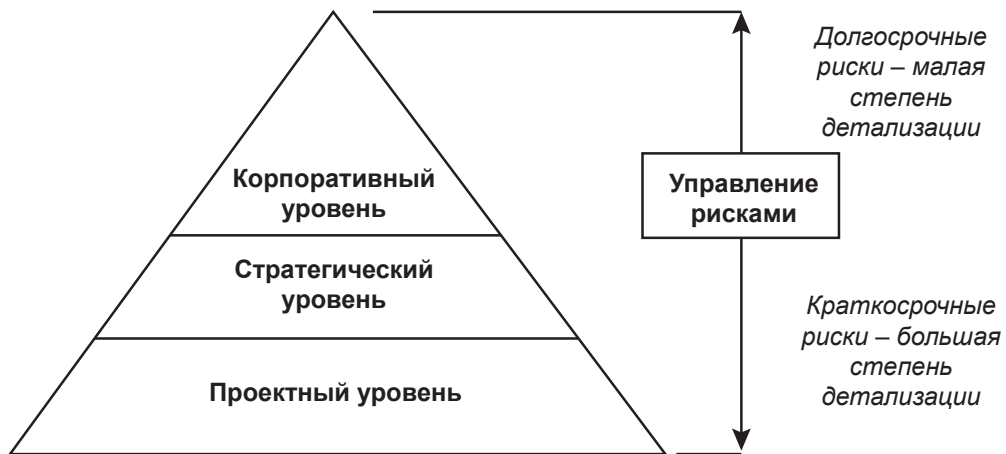 Корпоративный
уровень
Стратегический
уровень
Проектный уровень
Долгосрочные
риски – малая
степень
детализации
Управление
рисками
Краткосрочные
риски – большая
степень
детализации